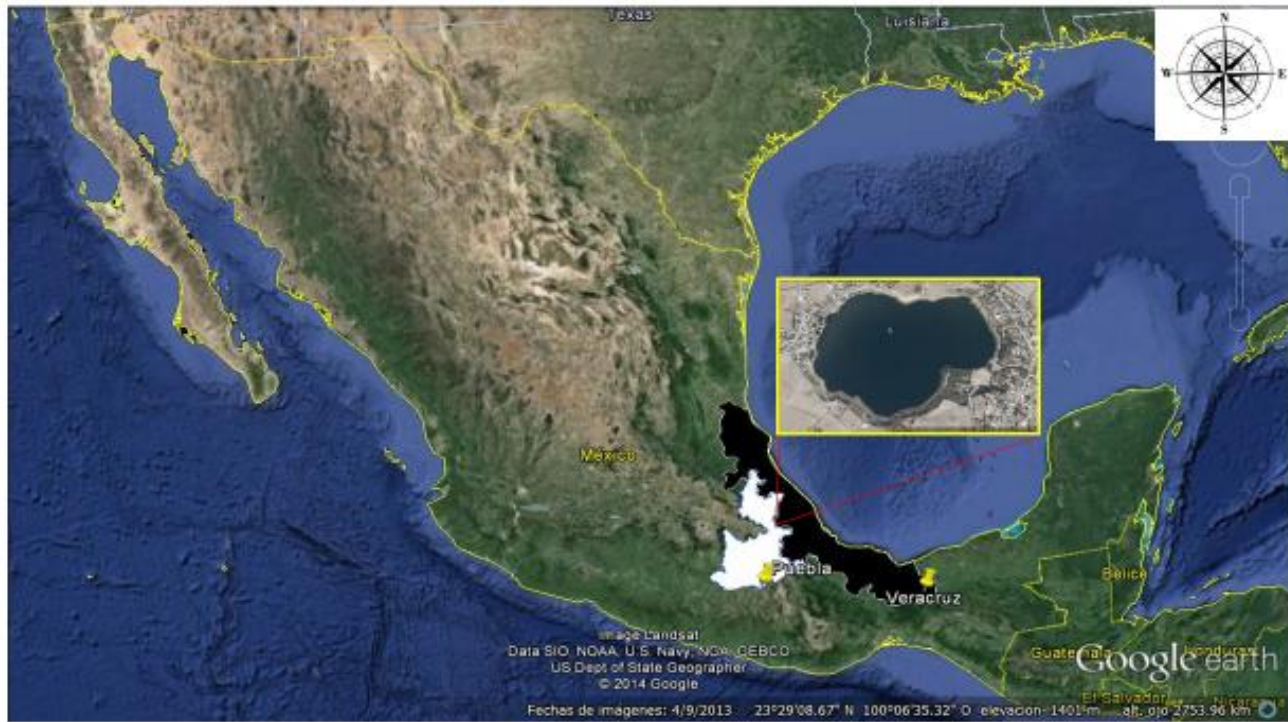 Texas
Luisiana
N
W
E
S
México
Puebla
Veracruz
Belice
Guatemala
Honduras
El Salvador
Image Landsat
Data SIO, NOAA, U.S. Navy, NGA, GEBCO
US Dept of State Geographer
© 2014 Google
Google earth
Fechas de imágenes: 4/9/2013 23°29'08.67" N 100°06'35.32" O elevación 1401 m alt. ojo 2753.96 km